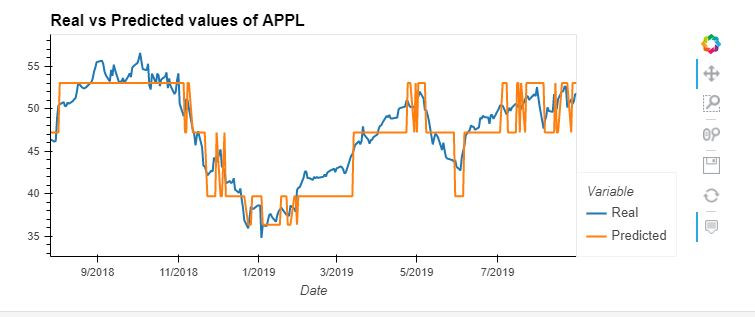 Real vs Predicted values of APPL
55
50
45
40
35
9/2018 11/2018 1/2019 3/2019 5/2019 7/2019
Date
Variable
Real
Predicted